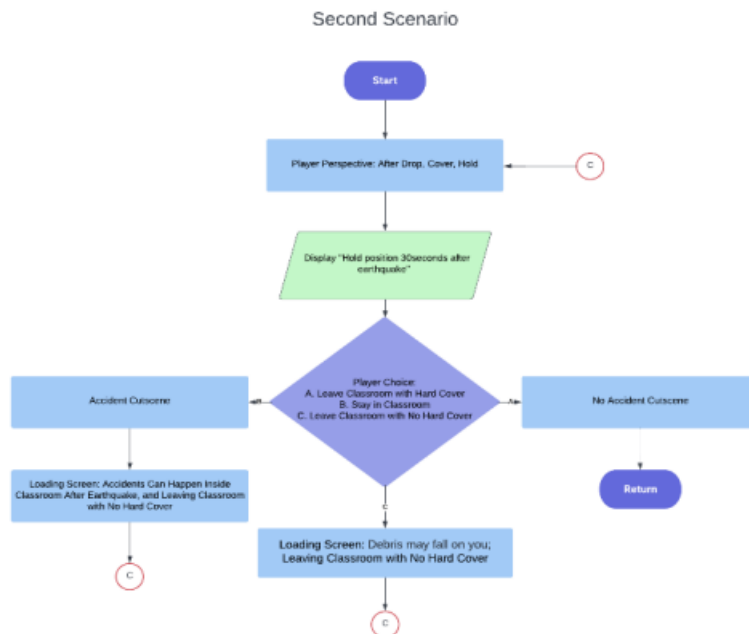 Second Scenario
Start
Player Perspective: After Drop, Cover, Hold
C
Display "Hold position 30seconds after
earthquake"
Player Choice:
A. Leave Classroom with Hard Cover
B. Stay in Classroom
C. Leave Classroom with No Hard Cover
Accident Cutscene
No Accident Cutscene
Loading Screen: Accidents Can Happen Inside
Classroom After Earthquake, and Leaving Classroom
with No Hard Cover
Return
C
Loading Screen: Debris may fall on you;
Leaving Classroom with No Hard Cover
C
C